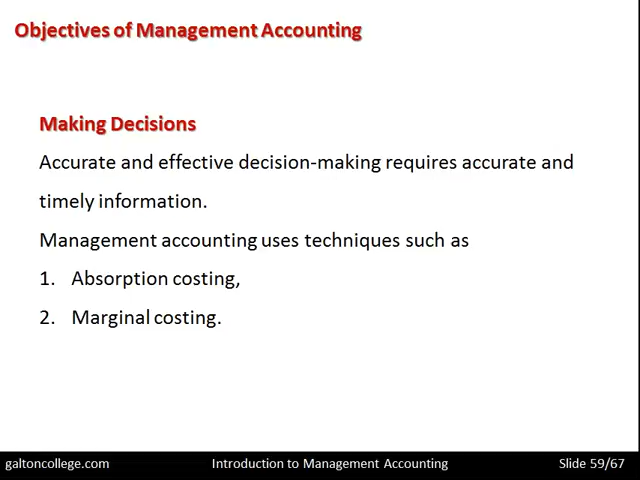 Objectives of Management Accounting
Making Decisions
Accurate and effective decision-making requires accurate and
timely information.
Management accounting uses techniques such as
1. Absorption costing,
2. Marginal costing.
galtoncollege.com Introduction to Management Accounting Slide 59/67